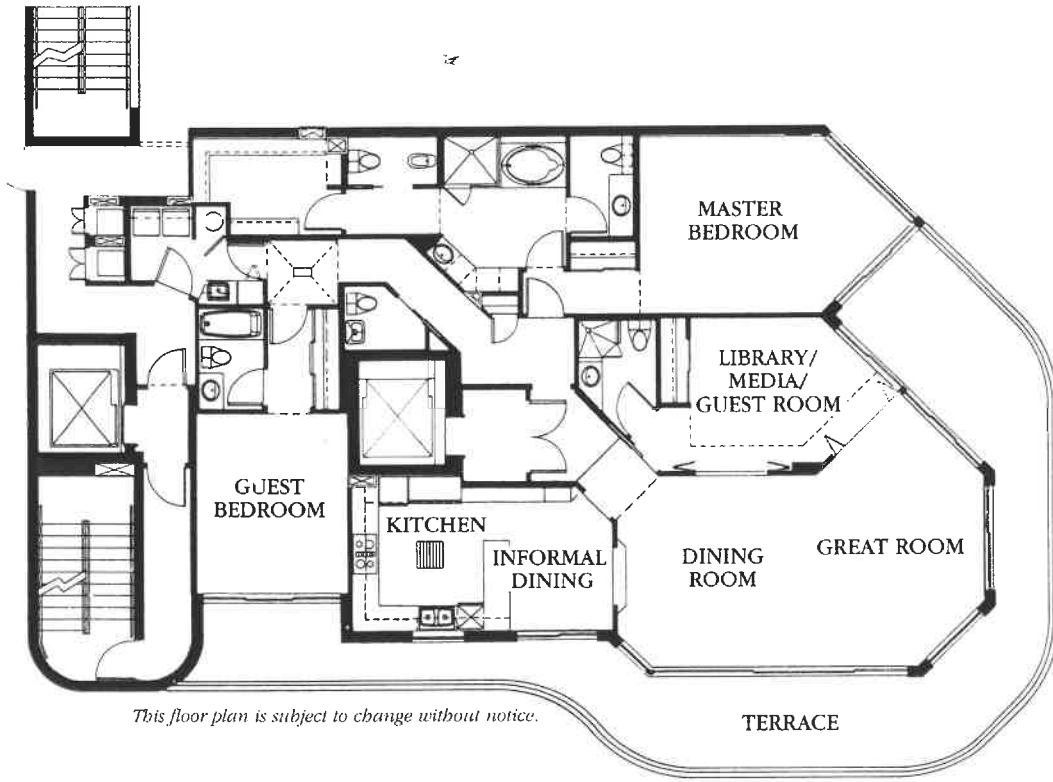 MASTER
BEDROOM
LIBRARY/
MEDIA/
GUEST ROOM
GUEST
BEDROOM
KITCHEN
INFORMAL
DINING
DINING
ROOM
GREAT ROOM
This floor plan is subject to change without notice.
TERRACE